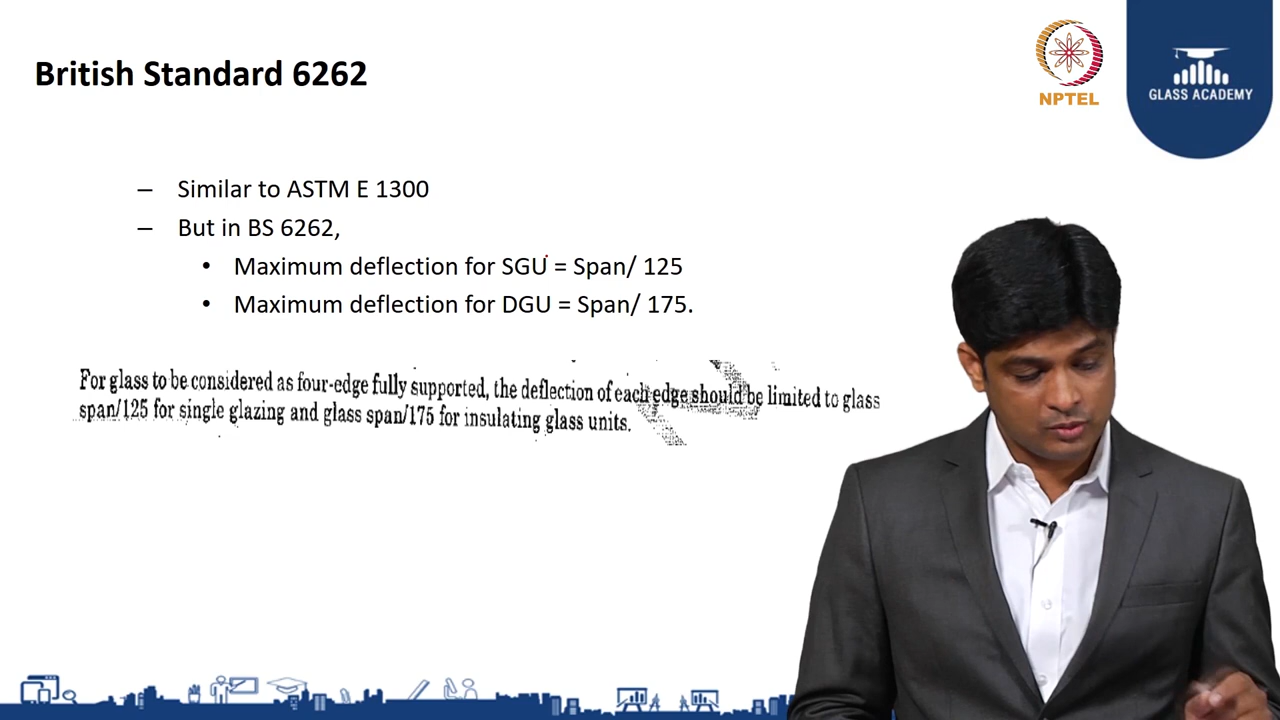 British Standard 6262
NPTEL
GLASS ACADEMY
– Similar to ASTM E 1300
– But in BS 6262,
• Maximum deflection for SGU = Span/ 125
• Maximum deflection for DGU = Span/ 175.
For glass to be considered as four-edge fully supported, the deflection of each edge should be limited to glass
span/125 for single glazing and glass span/175 for insulating glass units.